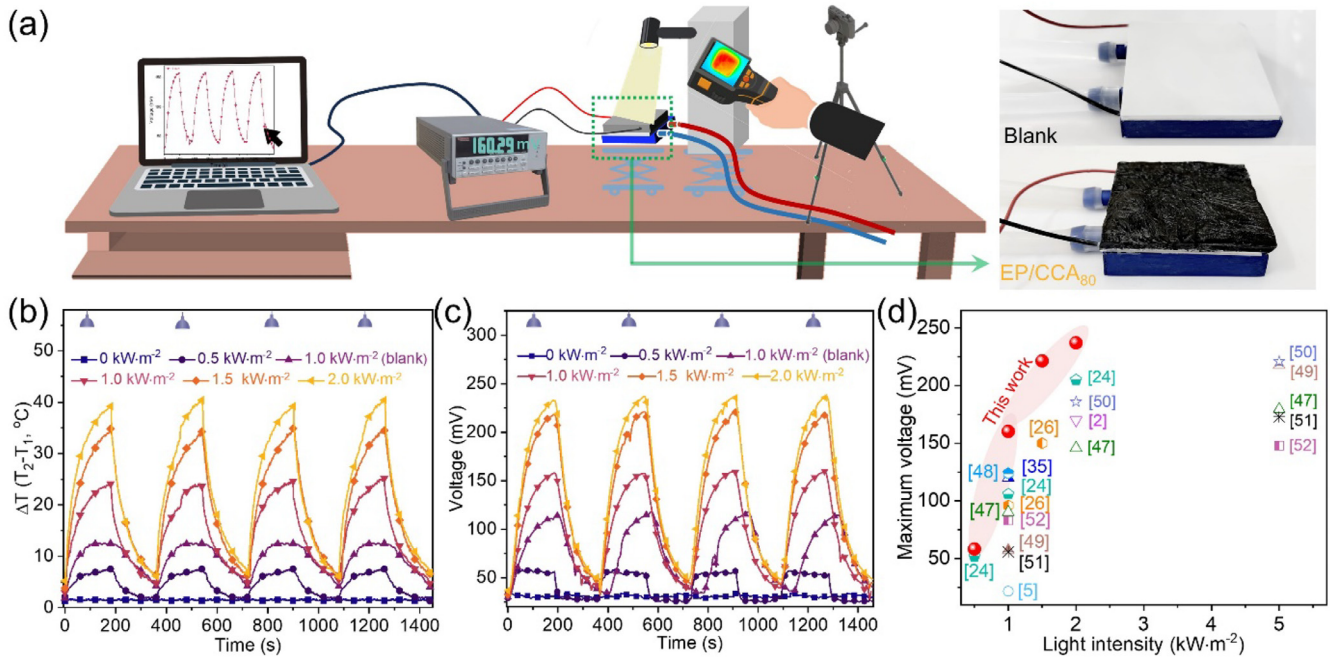 (a)
160.29 m
Blank
EP/CCA₈₀
(b)
0 kW·m⁻² 0.5 kW·m⁻² 1.0 kW·m⁻² (blank)
1.0 kW·m⁻² 1.5 kW·m⁻² 2.0 kW·m⁻²
ΔT (T₂-T₁, °C)
50
40
30
20
10
0
0 200 400 600 800 1000 1200 1400
Time (s)
(c)
0 kW·m⁻² 0.5 kW·m⁻² 1.0 kW·m⁻² (blank)
1.0 kW·m⁻² 1.5 kW·m⁻² 2.0 kW·m⁻²
Voltage (mV)
300
250
200
150
100
50
0 200 400 600 800 1000 1200 1400
Time (s)
(d)
Maximum voltage (mV)
250
200
150
100
50
This work
[24]
[50]
[2]
[47]
[26]
[48] [35]
[24]
[47] [26]
[52]
[49]
[51]
[24]
[5]
[50]
[49]
[47]
[51]
[52]
1 2 3 4 5
Light intensity (kW·m⁻²)